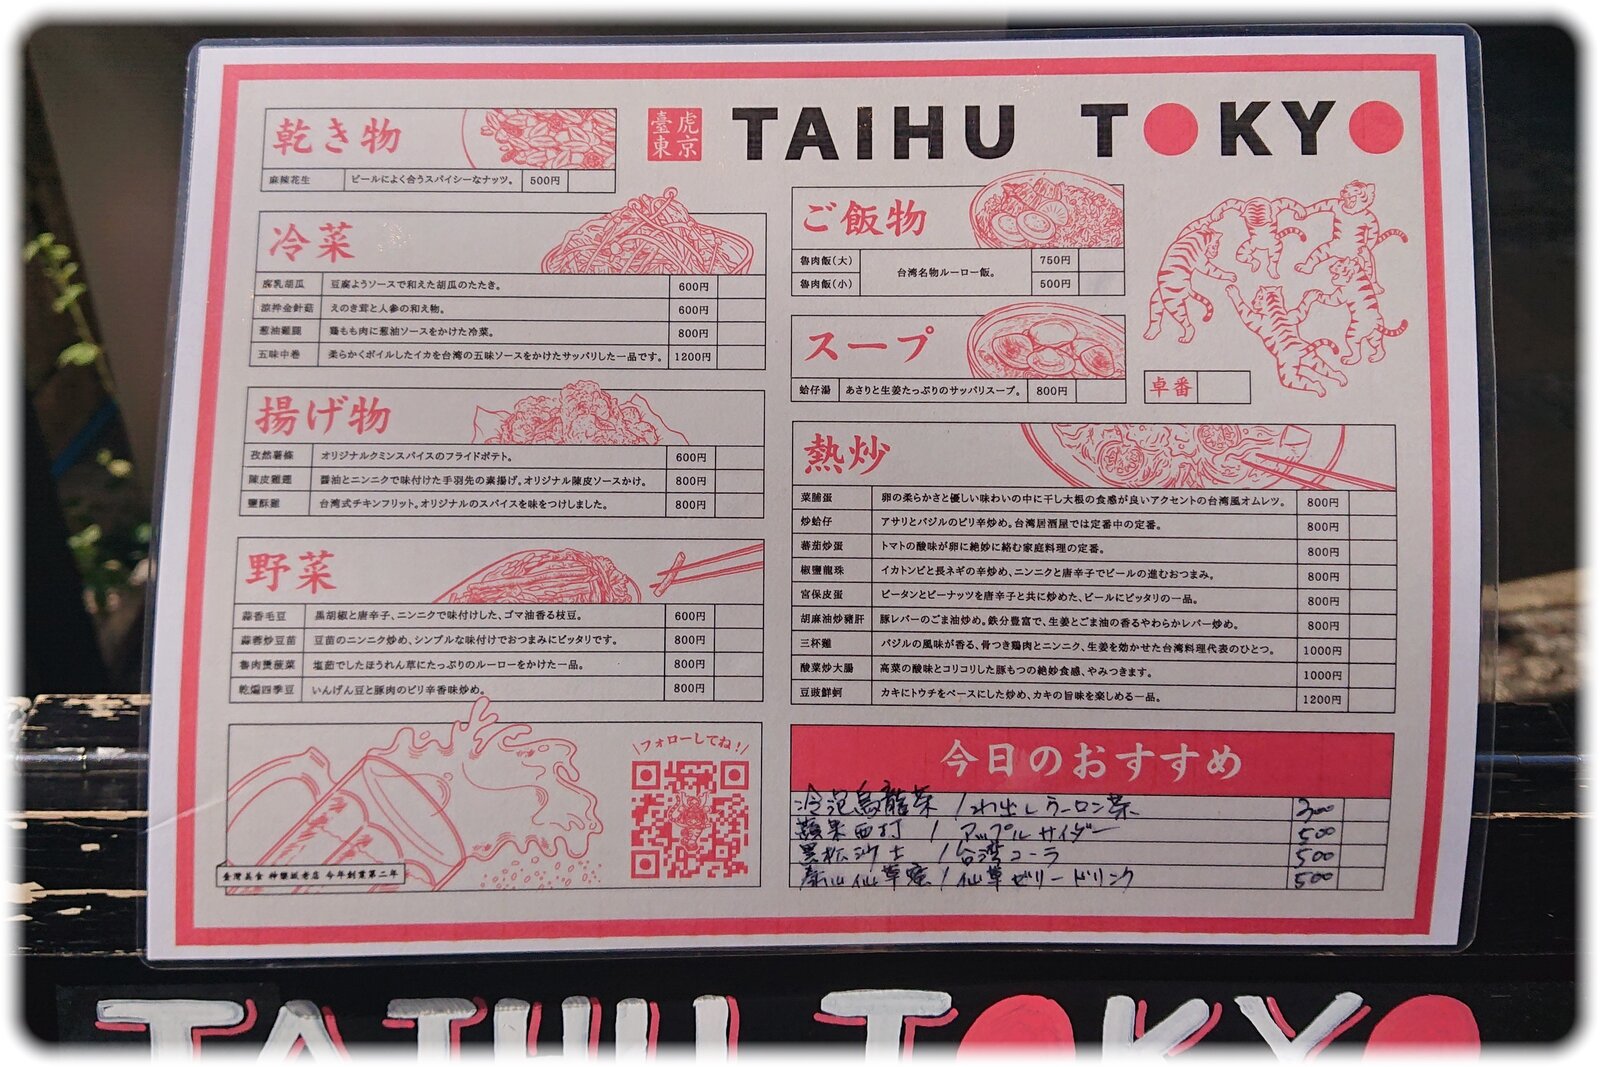 乾き物
麻辣花生 ビールによく合うスパイシーなナッツ。 500円
虎京
臺東
TAIHU TOKYO
冷菜
腐乳胡瓜 豆腐ようソースで和えた胡瓜のたたき。 600円
涼拌金針菇 えのき茸と人参の和え物。 600円
葱油雞腿 鶏もも肉に葱油ソースをかけた冷菜。 800円
五味中卷 柔らかくボイルしたイカを台湾の五味ソースをかけたサッパリした一品です。 1200円
揚げ物
孜然薯條 オリジナルクミンスパイスのフライドポテト。 600円
陳皮雞翅 醤油とニンニクで味付けた手羽先の素揚げ。オリジナル陳皮ソースかけ。 800円
鹽酥雞 台湾式チキンフリット。オリジナルのスパイスを味をつけしました。 800円
野菜
蒜香毛豆 黒胡椒と唐辛子、ニンニクで味付けした、ゴマ油香る枝豆。 600円
蒜蓉炒豆苗 豆苗のニンニク炒め、シンプルな味付けでおつまみにピッタリです。 800円
魯肉燙菠菜 塩茹でしたほうれん草にたっぷりのルーローをかけた一品。 800円
乾煸四季豆 いんげん豆と豚肉のピリ辛香味炒め。 800円
臺灣美食 神樂坂老店 今年創業第二年
フォローしてね!
ご飯物
魯肉飯(大) 台湾名物ルーロー飯。 750円
魯肉飯(小) 500円
スープ
蛤仔湯 あさりと生姜たっぷりのサッパリスープ。 800円
卓番
熱炒
菜脯蛋 卵の柔らかさと優しい味わいの中に干し大根の食感が良いアクセントの台湾風オムレツ。 800円
炒蛤仔 アサリとバジルのピリ辛炒め。台湾居酒屋では定番中の定番。 800円
蕃茄炒蛋 トマトの酸味が卵に絶妙に絡む家庭料理の定番。 800円
椒鹽龍珠 イカトンビと長ネギの辛炒め、ニンニクと唐辛子でビールの進むおつまみ。 800円
宮保皮蛋 ピータンとピーナッツを唐辛子と共に炒めた、ビールにピッタリの一品。 800円
胡麻油炒豬肝 豚レバーのごま油炒め。鉄分豊富で、生姜とごま油の香るやわらかレバー炒め。 800円
三杯雞 バジルの風味が香る、骨つき鶏肉とニンニク、生姜を効かせた台湾料理代表のひとつ。 1000円
酸菜炒大腸 高菜の酸味とコリコリした豚もつの絶妙食感、やみつきます。 1000円
豆豉鮮蚵 カキにトウチをベースにした炒め、カキの旨味を楽しめる一品。 1200円
今日のおすすめ
冷泡烏龍茶 / 水出しウーロン茶 300
蘋果西打 / アップルサイダー 500
黒松沙士 / 台湾コーラ 500
泰山仙草蜜 / 仙草ゼリードリンク 500
TAIHU TOKYO